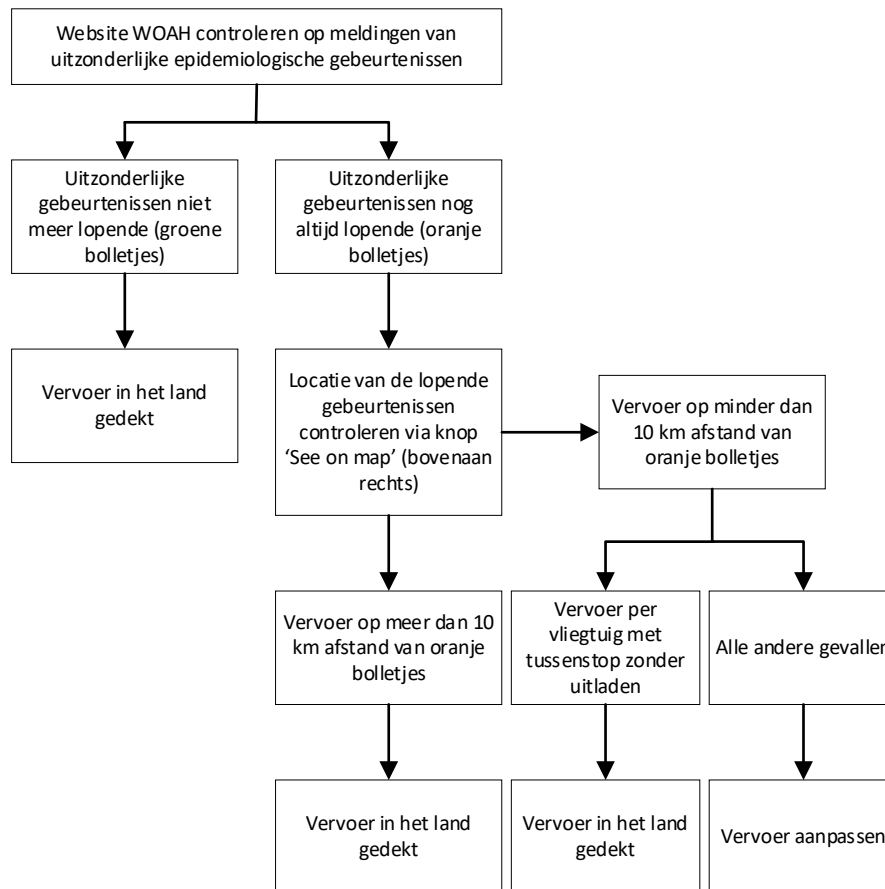 Website WOAH controleren op meldingen van
uitzonderlijke epidemiologische gebeurtenissen
Uitzonderlijke
gebeurtenissen niet
meer lopende (groene
bolletjes)
Uitzonderlijke
gebeurtenissen nog
altijd lopende (oranje
bolletjes)
Vervoer in het land
gedekt
Locatie van de lopende
gebeurtenissen
controleren via knop
‘See on map’ (bovenaan
rechts)
Vervoer op minder dan
10 km afstand van
oranje bolletjes
Vervoer op meer dan 10
km afstand van oranje
bolletjes
Vervoer per
vliegtuig met
tussenstop zonder
uitladen
Alle andere gevallen
Vervoer in het land
gedekt
Vervoer in het land
gedekt
Vervoer aanpassen